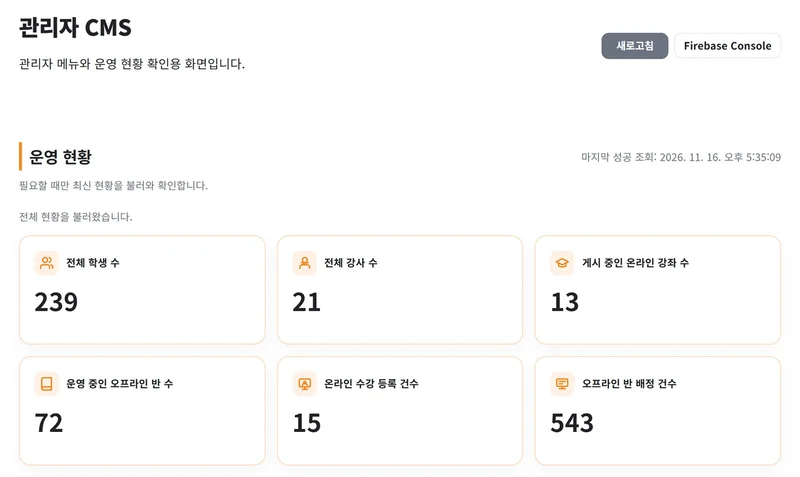 관리자 CMS
관리자 메뉴와 운영 현황 확인용 화면입니다.
새로고침
Firebase Console
운영 현황
마지막 성공 조회: 2026. 11. 16. 오후 5:35:09
필요할 때만 최신 현황을 불러와 확인합니다.
전체 현황을 불러왔습니다.
전체 학생 수
239
전체 강사 수
21
게시 중인 온라인 강좌 수
13
운영 중인 오프라인 반 수
72
온라인 수강 등록 건수
15
오프라인 반 배정 건수
543